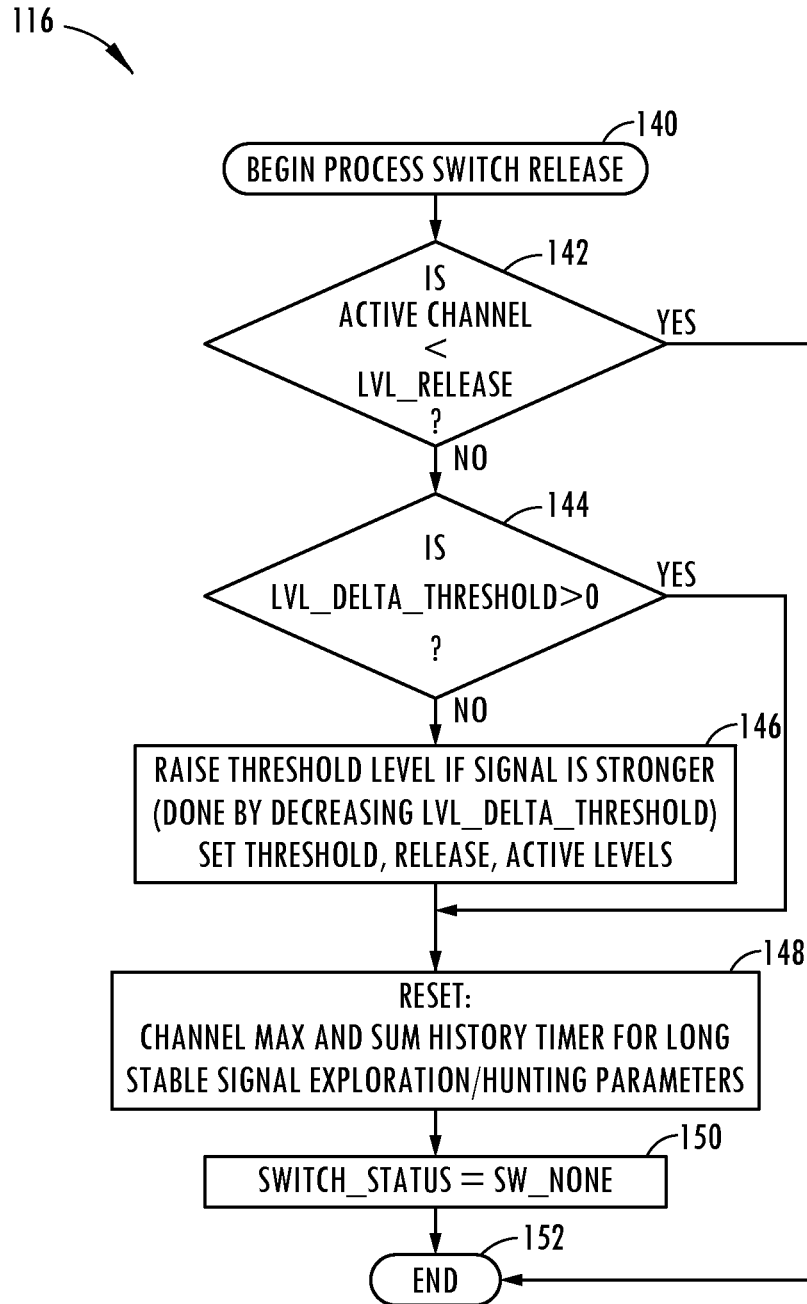 116
140
BEGIN PROCESS SWITCH RELEASE
142
IS
ACTIVE CHANNEL
<
LVL_RELEASE
?
YES
NO
144
IS
LVL_DELTA_THRESHOLD>0
?
YES
NO
146
RAISE THRESHOLD LEVEL IF SIGNAL IS STRONGER
(DONE BY DECREASING LVL_DELTA_THRESHOLD)
SET THRESHOLD, RELEASE, ACTIVE LEVELS
148
RESET:
CHANNEL MAX AND SUM HISTORY TIMER FOR LONG
STABLE SIGNAL EXPLORATION/HUNTING PARAMETERS
150
SWITCH_STATUS = SW_NONE
152
END